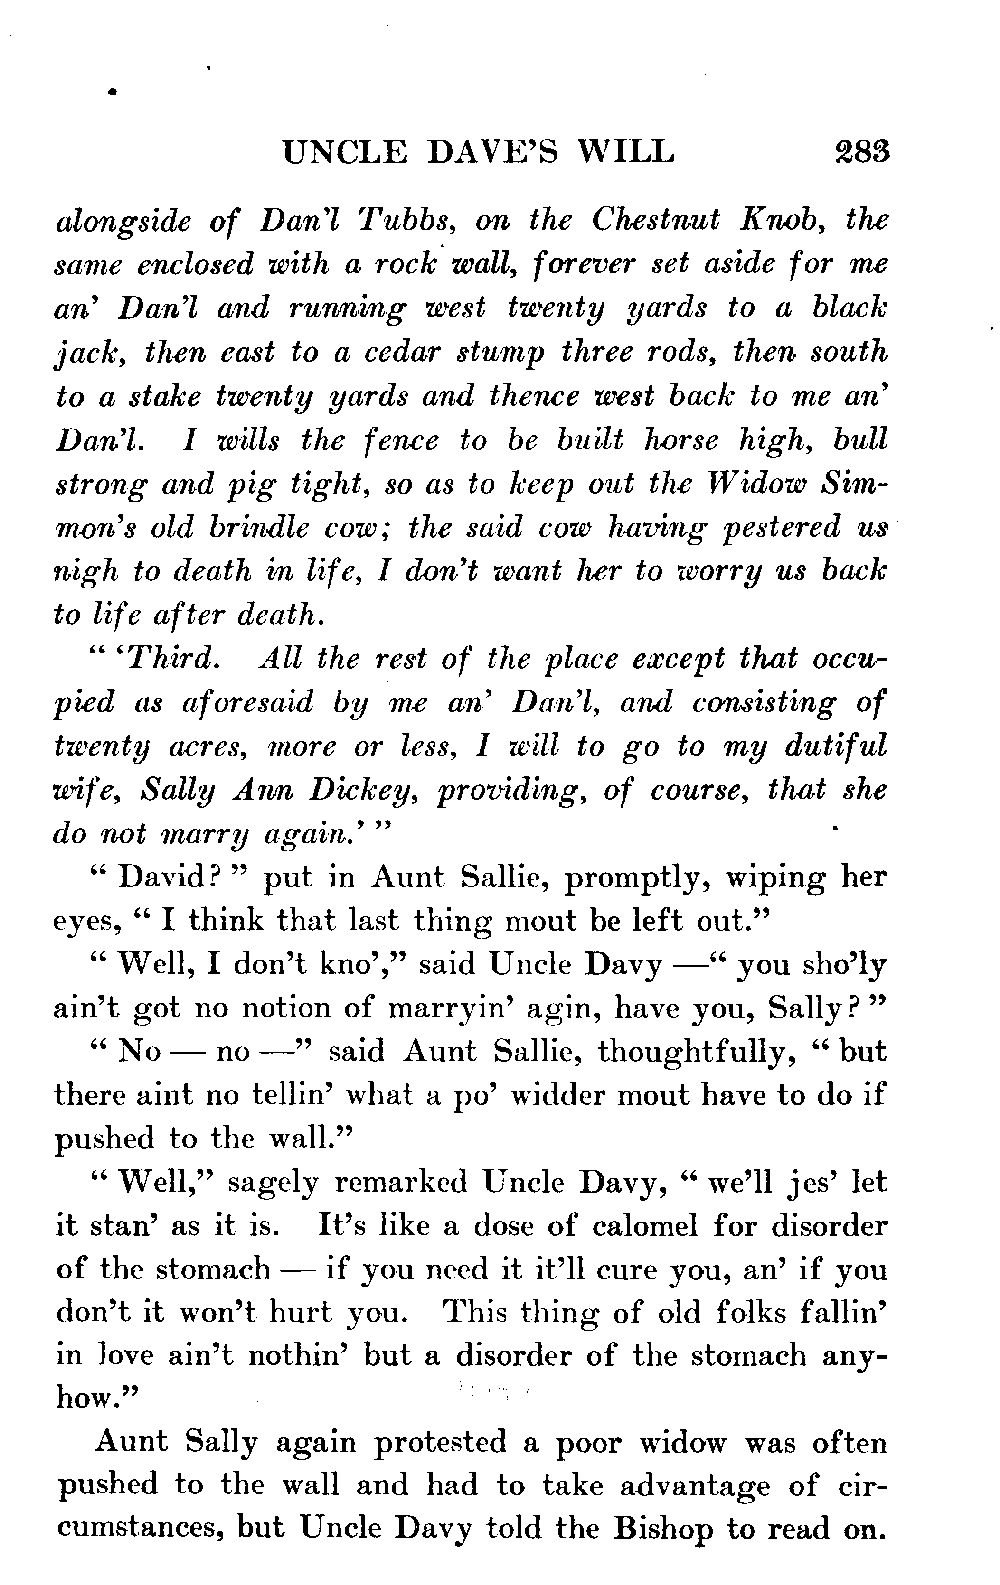 UNCLE DAVE'S WILL 283
alongside of Dan'l Tubbs, on the Chestnut Knob, the
same enclosed with a rock wall, forever set aside for me
an' Dan'l and running west twenty yards to a black
jack, then east to a cedar stump three rods, then south
to a stake twenty yards and thence west back to me an'
Dan'l. I wills the fence to be built horse high, bull
strong and pig tight, so as to keep out the Widow Sim-
mon's old brindle cow; the said cow having pestered us
nigh to death in life, I don't want her to worry us back
to life after death.
" 'Third. All the rest of the place except that occu-
pied as aforesaid by me an' Dan'l, and consisting of
twenty acres, more or less, I will to go to my dutiful
wife, Sally Ann Dickey, providing, of course, that she
do not marry again.' "
" David? " put in Aunt Sallie, promptly, wiping her
eyes, " I think that last thing mout be left out."
" Well, I don't kno'," said Uncle Davy —" you sho'ly
ain't got no notion of marryin' agin, have you, Sally? "
" No — no —" said Aunt Sallie, thoughtfully, " but
there aint no tellin' what a po' widder mout have to do if
pushed to the wall."
" Well," sagely remarked Uncle Davy, " we'll jes' let
it stan' as it is. It's like a dose of calomel for disorder
of the stomach — if you need it it'll cure you, an' if you
don't it won't hurt you. This thing of old folks fallin'
in love ain't nothin' but a disorder of the stomach any-
how."
Aunt Sally again protested a poor widow was often
pushed to the wall and had to take advantage of cir-
cumstances, but Uncle Davy told the Bishop to read on.